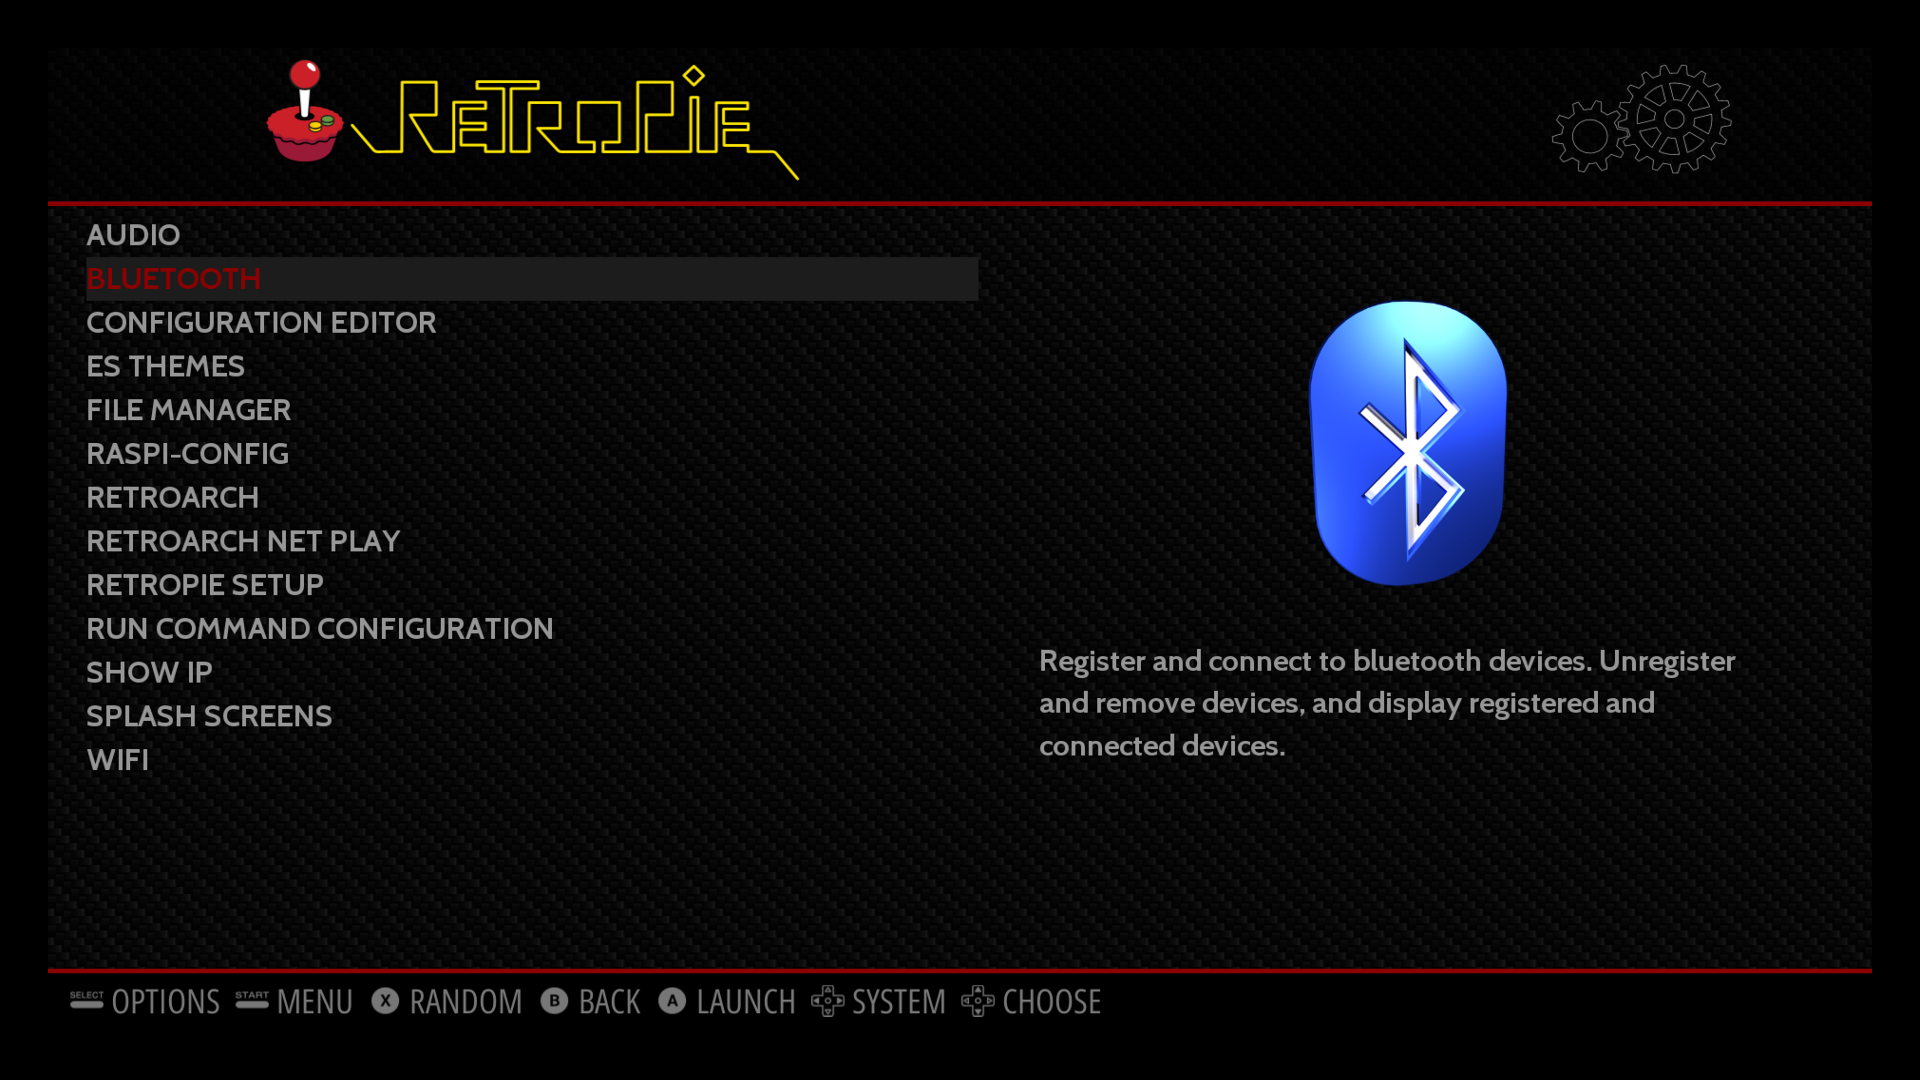 RETROPIE
AUDIO
BLUETOOTH
CONFIGURATION EDITOR
ES THEMES
FILE MANAGER
RASPI-CONFIG
RETROARCH
RETROARCH NET PLAY
RETROPIE SETUP
RUN COMMAND CONFIGURATION
SHOW IP
SPLASH SCREENS
WIFI
Register and connect to bluetooth devices. Unregister
and remove devices, and display registered and
connected devices.
SELECT OPTIONS START MENU X RANDOM B BACK A LAUNCH SYSTEM CHOOSE